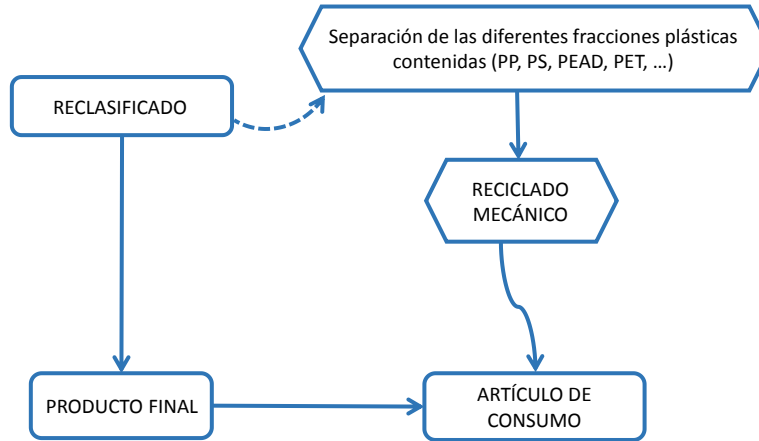 Separación de las diferentes fracciones plásticas
contenidas (PP, PS, PEAD, PET, ...)
RECLASIFICADO
RECICLADO
MECÁNICO
PRODUCTO FINAL
ARTÍCULO DE
CONSUMO